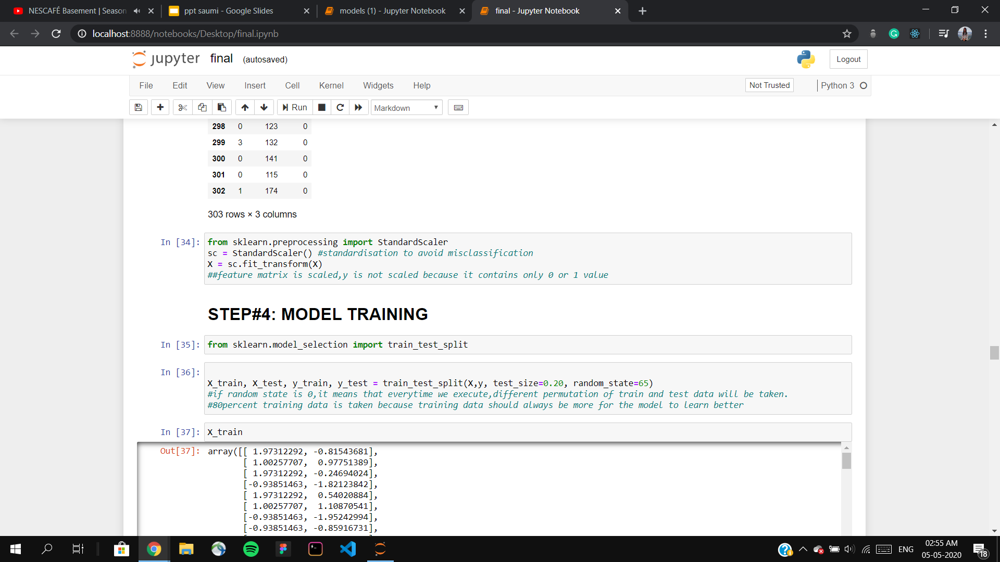 NESCAFÉ Basement | Season
ppt saumi - Google Slides
models (1) - Jupyter Notebook
final - Jupyter Notebook
localhost:8888/notebooks/Desktop/final.ipynb
jupyter final (autosaved)
Logout
File Edit View Insert Cell Kernel Widgets Help
Not Trusted
Python 3
Run
Markdown
298 0 123 0
299 3 132 0
300 0 141 0
301 0 115 0
302 1 174 0
303 rows × 3 columns
In [34]: from sklearn.preprocessing import StandardScaler
sc = StandardScaler() #standardisation to avoid misclassification
X = sc.fit_transform(X)
##feature matrix is scaled,y is not scaled because it contains only 0 or 1 value
STEP#4: MODEL TRAINING
In [35]: from sklearn.model_selection import train_test_split
In [36]:
X_train, X_test, y_train, y_test = train_test_split(X,y, test_size=0.20, random_state=65)
#if random state is 0,it means that everytime we execute,different permutation of train and test data will be taken.
#80percent training data is taken because training data should always be more for the model to learn better
In [37]: X_train
Out[37]: array([[ 1.97312292, -0.81543681],
[ 1.00257707, 0.97751389],
[ 1.97312292, -0.24694024],
[-0.93851463, -1.82123842],
[ 1.97312292, 0.54020884],
[ 1.00257707, 1.10870541],
[-0.93851463, -1.95242994],
[-0.93851463, -0.85916731],
ENG
02:55 AM
05-05-2020
18